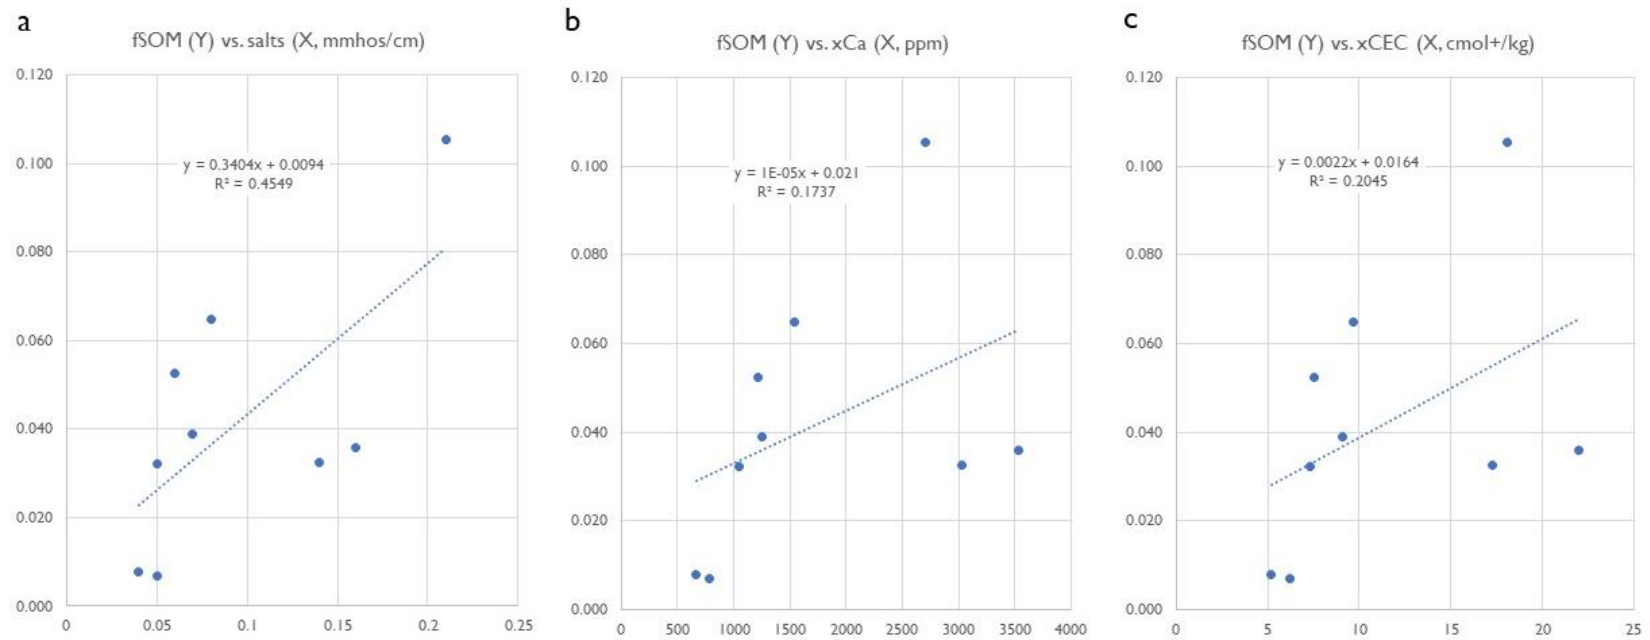 a
fSOM (Y) vs. salts (X, mmhos/cm)
0.120
0.100
0.080
0.060
0.040
0.020
0.000
y = 0.3404x + 0.0094
R² = 0.4549
0 0.05 0.1 0.15 0.2 0.25
b
fSOM (Y) vs. xCa (X, ppm)
0.120
0.100
0.080
0.060
0.040
0.020
0.000
y = 1E-05x + 0.021
R² = 0.1737
0 500 1000 1500 2000 2500 3000 3500 4000
c
fSOM (Y) vs. xCEC (X, cmol+/kg)
0.120
0.100
0.080
0.060
0.040
0.020
0.000
y = 0.0022x + 0.0164
R² = 0.2045
0 5 10 15 20 25